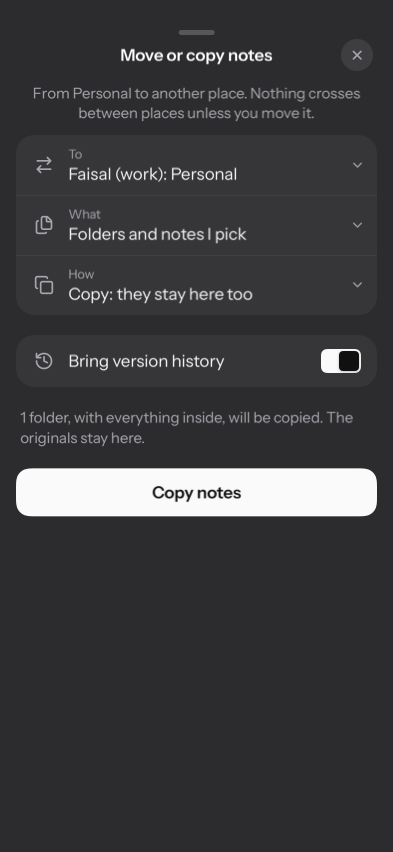 Move or copy notes
From Personal to another place. Nothing crosses
between places unless you move it.
To
Faisal (work): Personal
What
Folders and notes I pick
How
Copy: they stay here too
Bring version history
1 folder, with everything inside, will be copied. The
originals stay here.
Copy notes